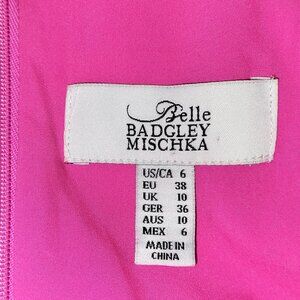 Belle
BADGLEY
MISCHKA
US/CA 6
EU 38
UK 10
GER 36
AUS 10
MEX 6
MADE IN
CHINA